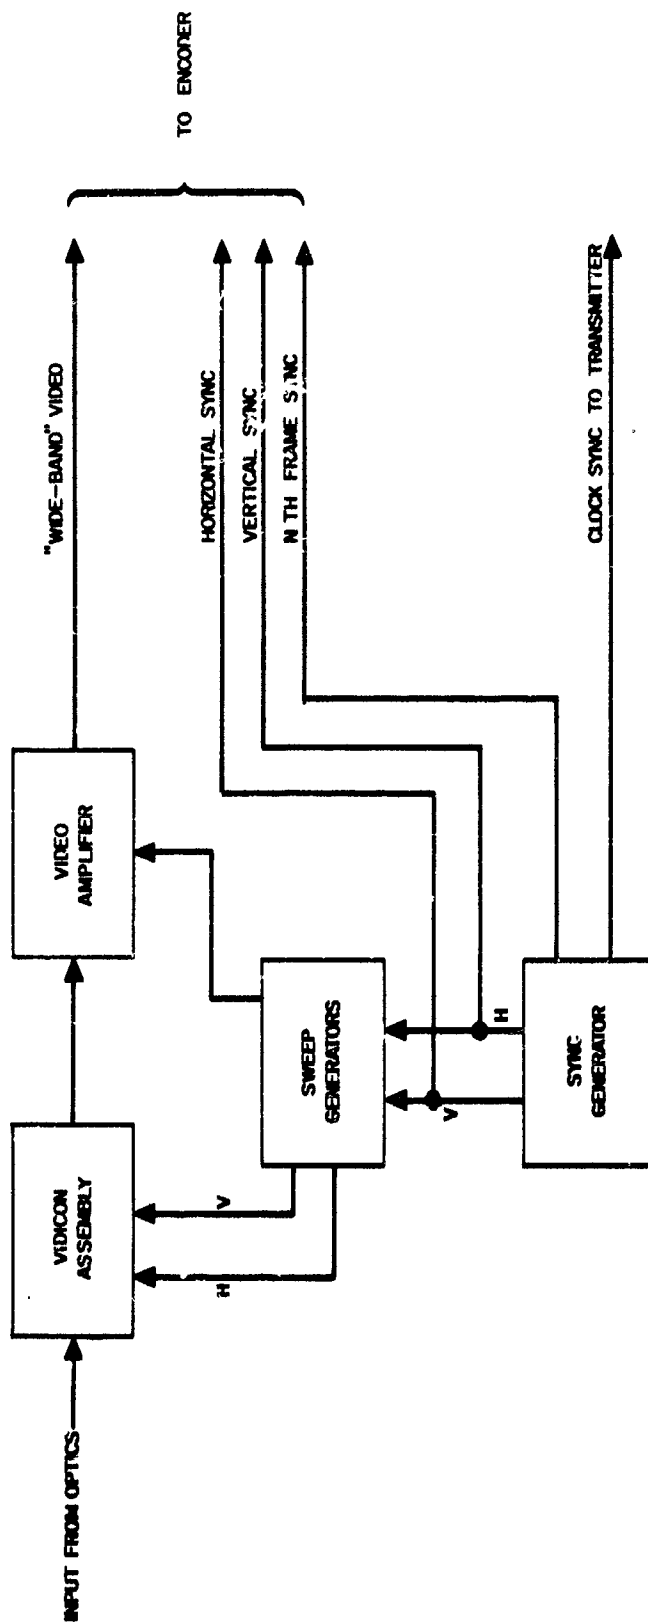 INPUT FROM OPTICS
VIDICON
ASSEMBLY
VIDEO
AMPLIFIER
"WIDE-BAND" VIDEO
TO ENCODER
H
V
SWEEP
GENERATORS
HORIZONTAL SYNC
VERTICAL SYNC
N TH FRAME SYNC
V
H
SYNC
GENERATOR
CLOCK SYNC TO TRANSMITTER